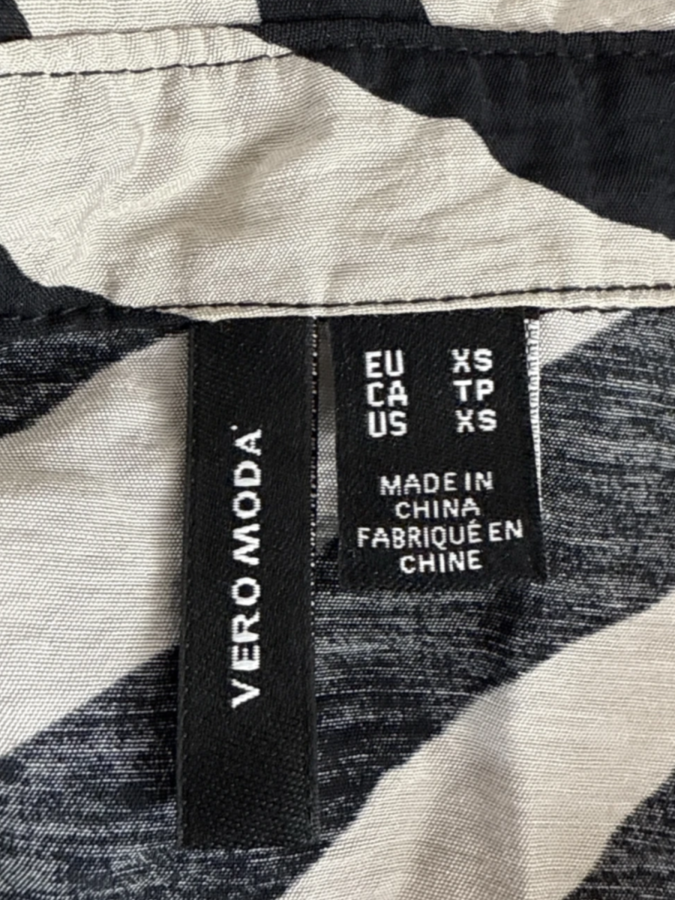 VERO MODA
EU XS
CA TP
US XS
MADE IN
CHINA
FABRIQUÉ EN
CHINE